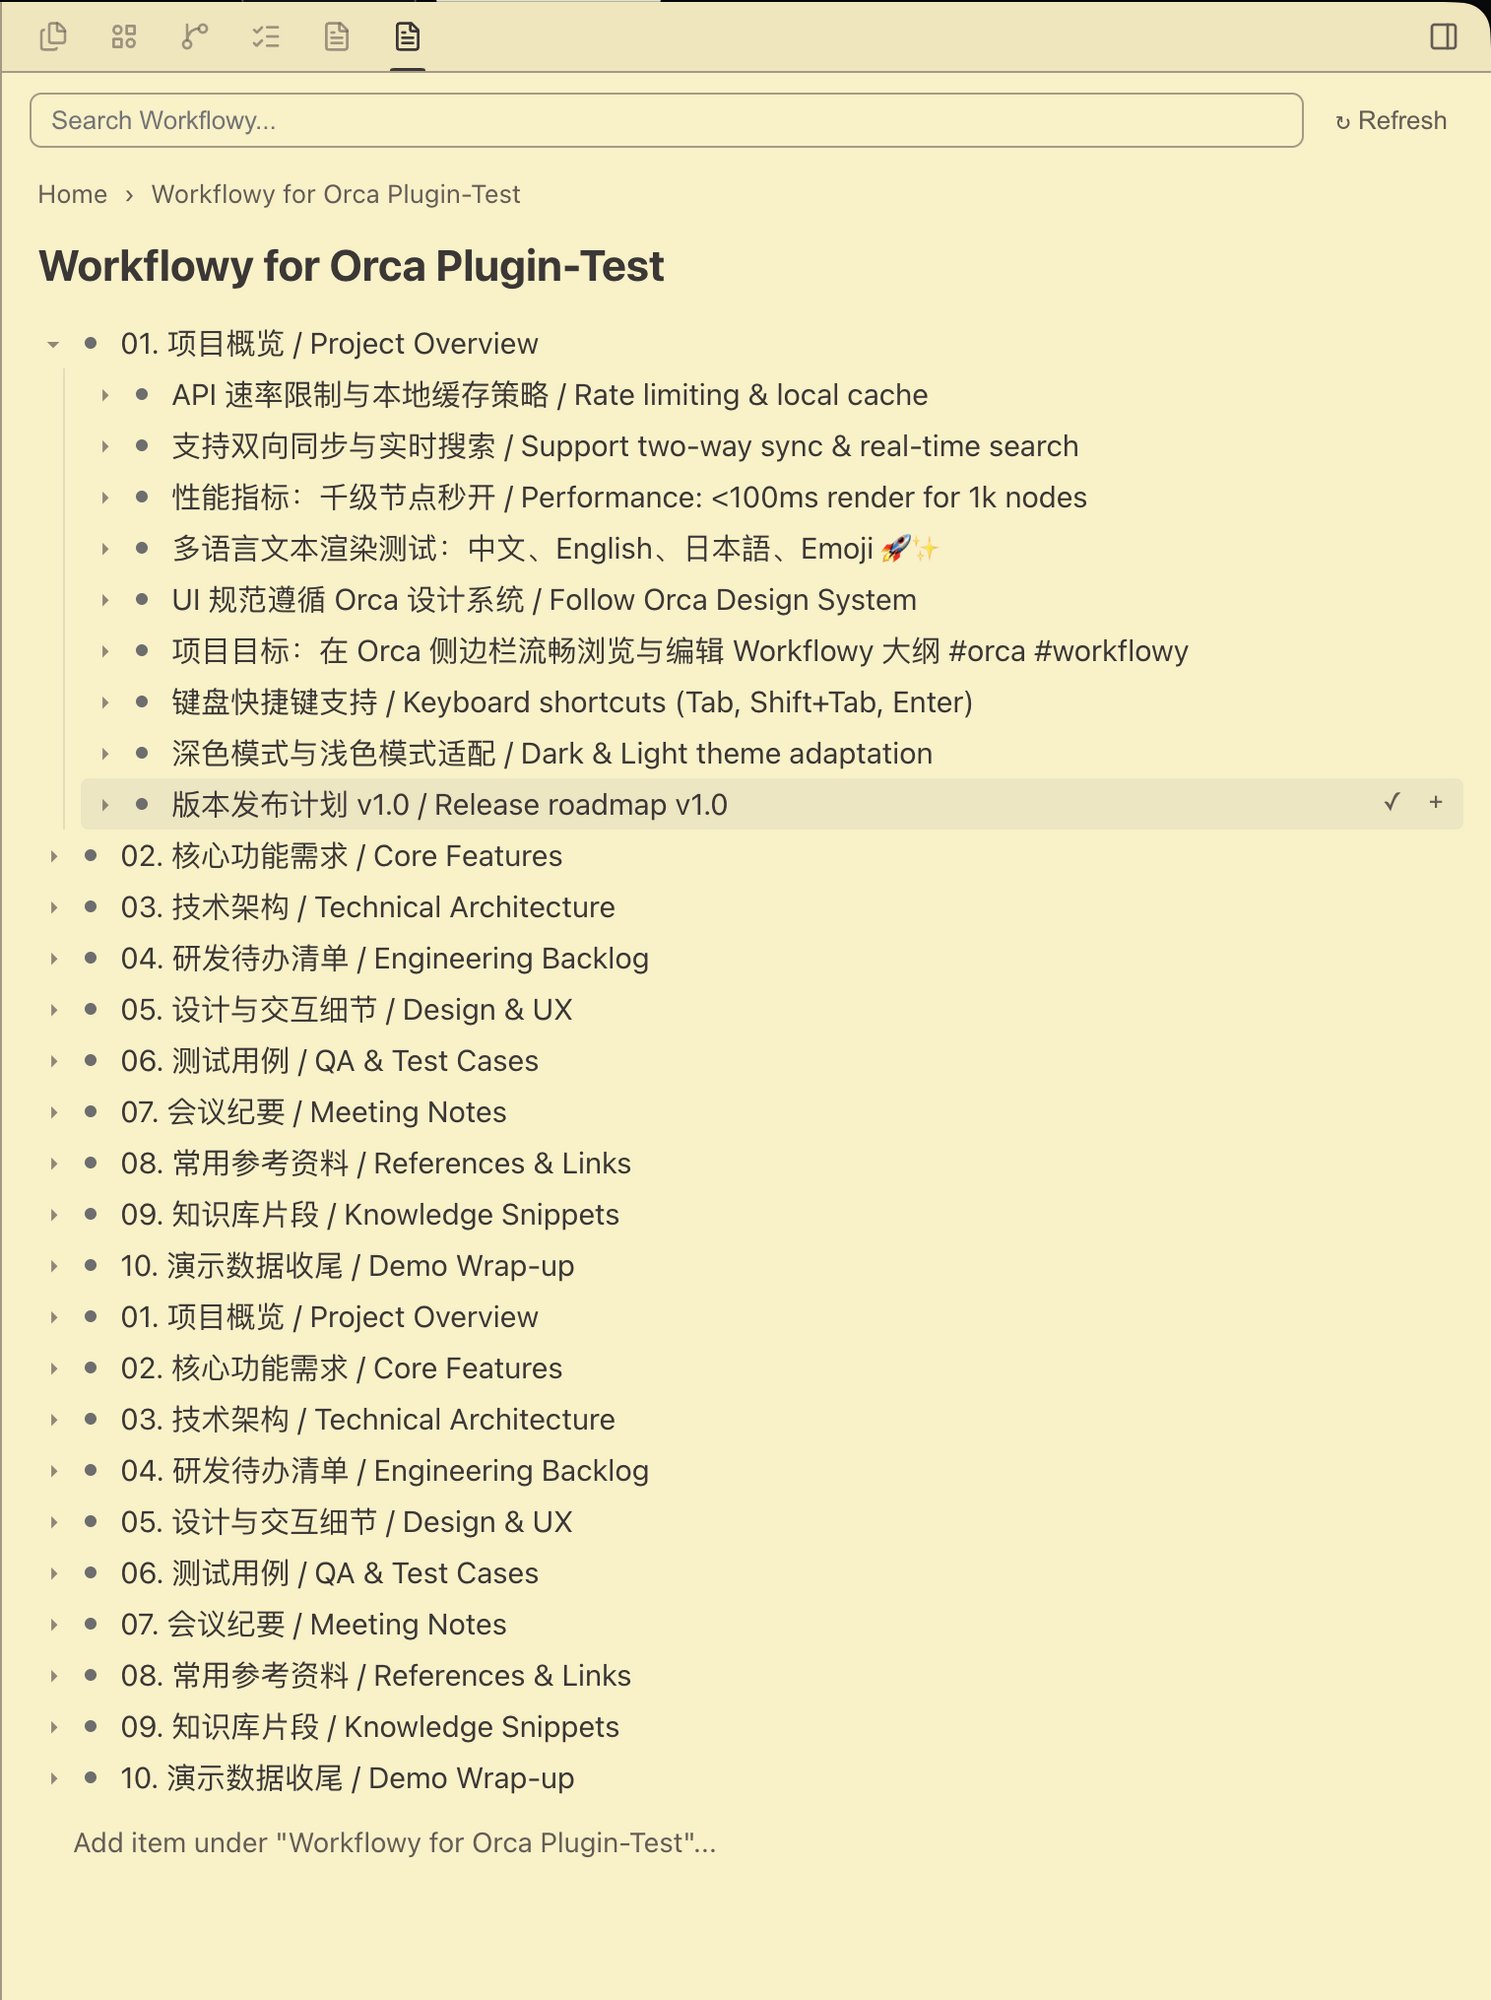 Search Workflowy...
↻ Refresh
Home › Workflowy for Orca Plugin-Test
Workflowy for Orca Plugin-Test
01. 项目概览 / Project Overview
API 速率限制与本地缓存策略 / Rate limiting & local cache
支持双向同步与实时搜索 / Support two-way sync & real-time search
性能指标：千级节点秒开 / Performance: <100ms render for 1k nodes
多语言文本渲染测试：中文、English、日本語、Emoji 🚀✨
UI 规范遵循 Orca 设计系统 / Follow Orca Design System
项目目标：在 Orca 侧边栏流畅浏览与编辑 Workflowy 大纲 #orca #workflowy
键盘快捷键支持 / Keyboard shortcuts (Tab, Shift+Tab, Enter)
深色模式与浅色模式适配 / Dark & Light theme adaptation
版本发布计划 v1.0 / Release roadmap v1.0
02. 核心功能需求 / Core Features
03. 技术架构 / Technical Architecture
04. 研发待办清单 / Engineering Backlog
05. 设计与交互细节 / Design & UX
06. 测试用例 / QA & Test Cases
07. 会议纪要 / Meeting Notes
08. 常用参考资料 / References & Links
09. 知识库片段 / Knowledge Snippets
10. 演示数据收尾 / Demo Wrap-up
01. 项目概览 / Project Overview
02. 核心功能需求 / Core Features
03. 技术架构 / Technical Architecture
04. 研发待办清单 / Engineering Backlog
05. 设计与交互细节 / Design & UX
06. 测试用例 / QA & Test Cases
07. 会议纪要 / Meeting Notes
08. 常用参考资料 / References & Links
09. 知识库片段 / Knowledge Snippets
10. 演示数据收尾 / Demo Wrap-up
Add item under "Workflowy for Orca Plugin-Test"...